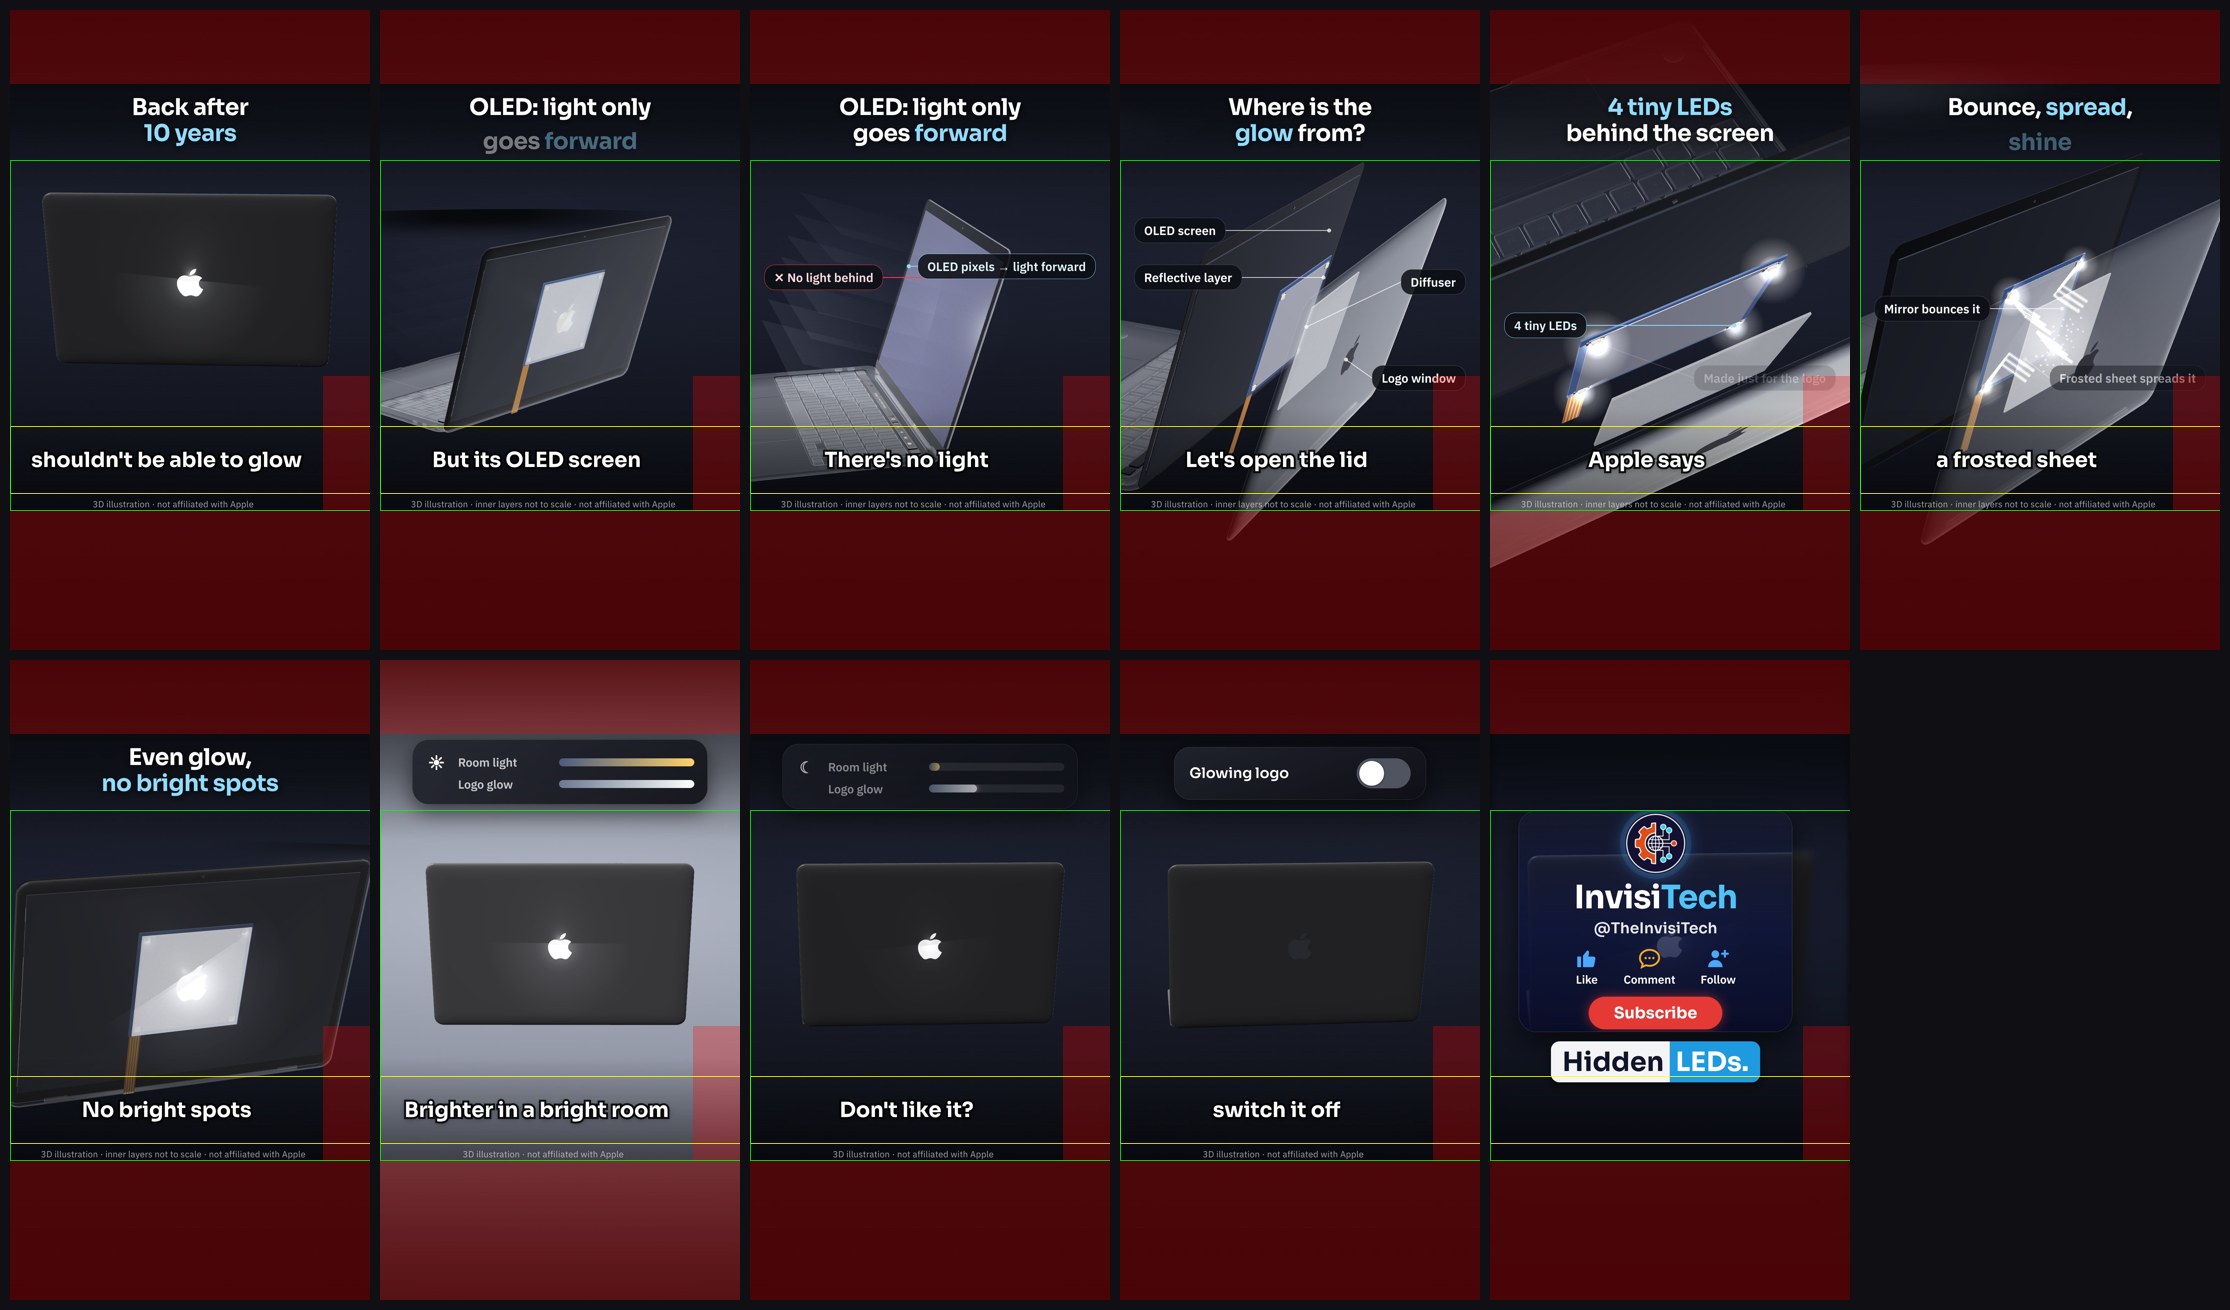 Back after
10 years
shouldn't be able to glow
3D illustration · not affiliated with Apple
OLED: light only
goes forward
But its OLED screen
3D illustration · inner layers not to scale · not affiliated with Apple
OLED: light only
goes forward
✕ No light behind
OLED pixels → light forward
There's no light
3D illustration · inner layers not to scale · not affiliated with Apple
Where is the
glow from?
OLED screen
Reflective layer
Diffuser
Logo window
Let's open the lid
3D illustration · inner layers not to scale · not affiliated with Apple
4 tiny LEDs
behind the screen
4 tiny LEDs
Made just for the logo
Apple says
3D illustration · inner layers not to scale · not affiliated with Apple
Bounce, spread,
shine
Mirror bounces it
Frosted sheet spreads it
a frosted sheet
3D illustration · inner layers not to scale · not affiliated with Apple
Even glow,
no bright spots
No bright spots
3D illustration · inner layers not to scale · not affiliated with Apple
Room light
Logo glow
Brighter in a bright room
3D illustration · not affiliated with Apple
Room light
Logo glow
Don't like it?
3D illustration · not affiliated with Apple
Glowing logo
switch it off
3D illustration · not affiliated with Apple
InvisiTech
@TheInvisiTech
Like Comment Follow
Subscribe
Hidden LEDs.